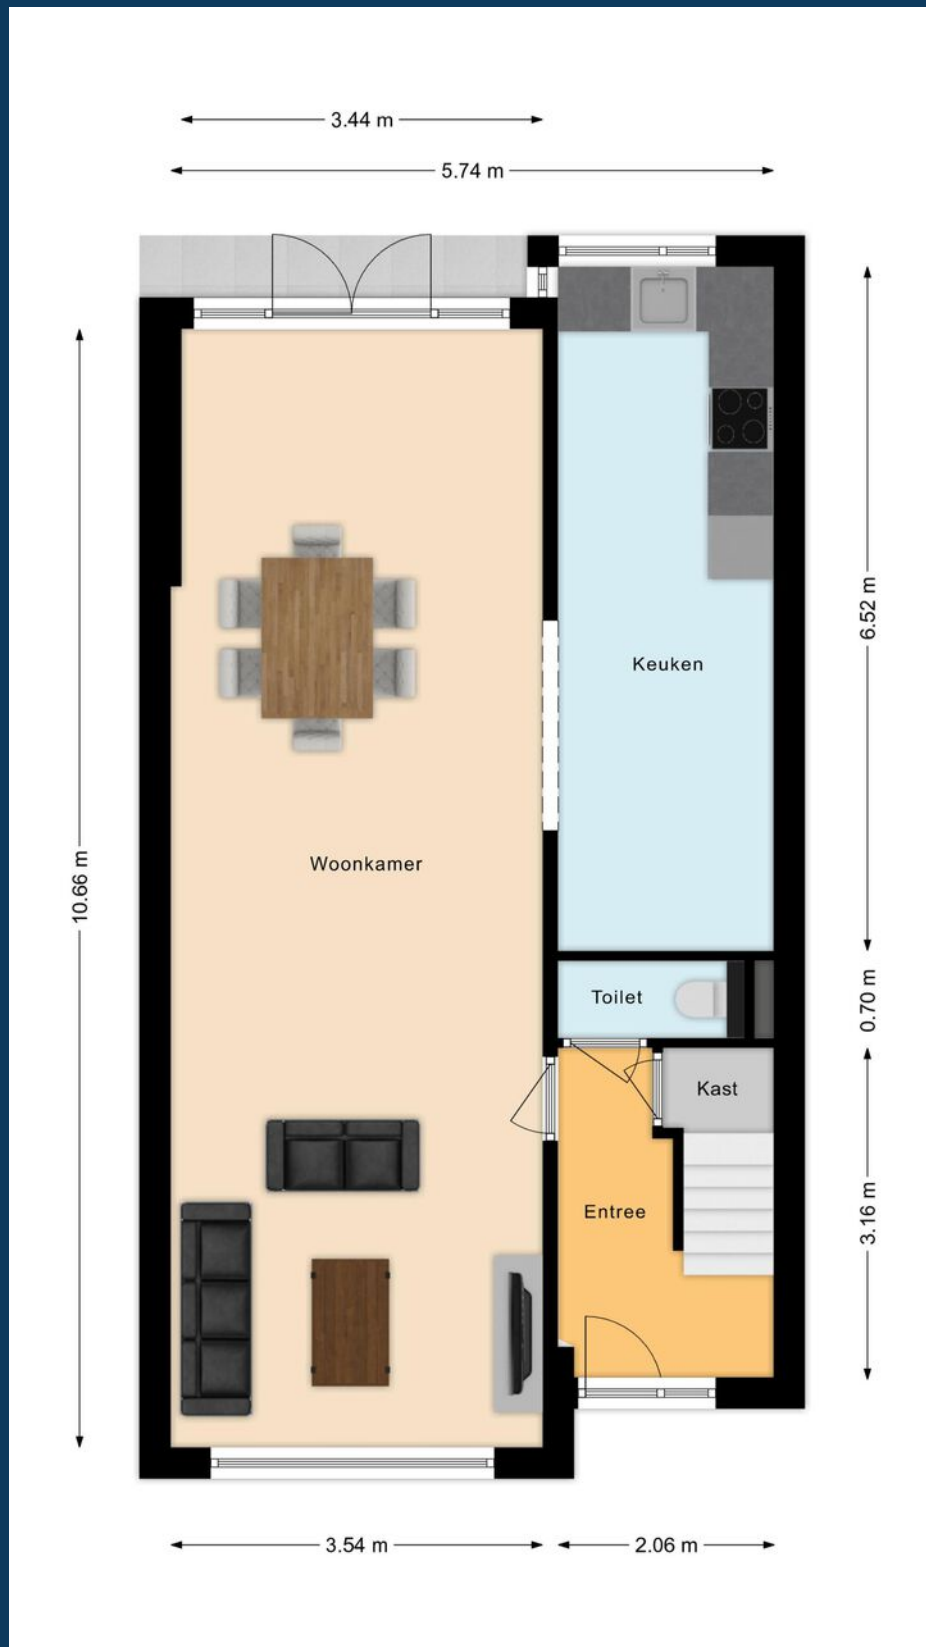 3.44 m
5.74 m
6.52 m
Keuken
Woonkamer
10.66 m
Toilet
0.70 m
Kast
Entree
3.16 m
3.54 m
2.06 m